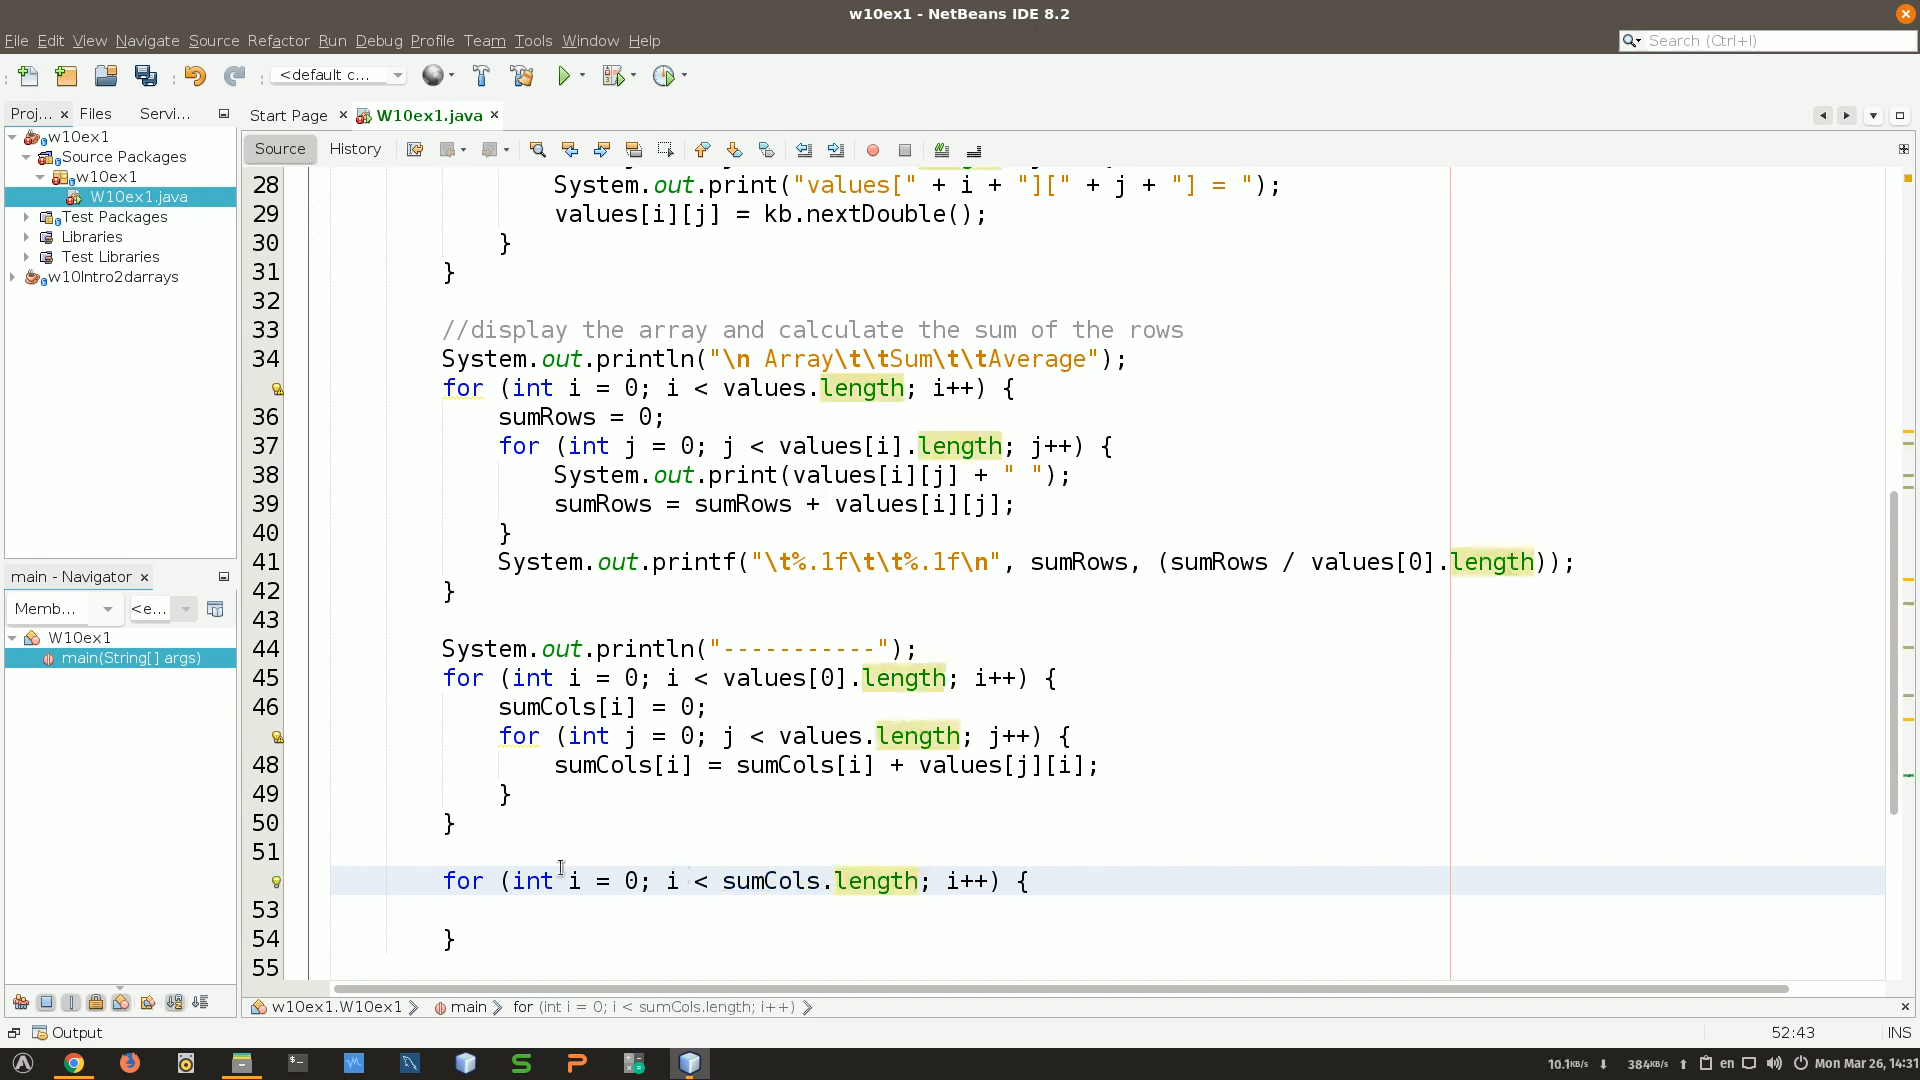 w10ex1 - NetBeans IDE 8.2
File Edit View Navigate Source Refactor Run Debug Profile Team Tools Window Help
Search (Ctrl+I)
<default c...
Proj... Files Servi...
Start Page W10ex1.java
w10ex1
Source Packages
w10ex1
W10ex1.java
Test Packages
Libraries
Test Libraries
w10Intro2darrays
Source History
28 System.out.print("values[" + i + "][" + j + "] = ");
29 values[i][j] = kb.nextDouble();
30 }
31 }
32
33 //display the array and calculate the sum of the rows
34 System.out.println("\n Array\t\tSum\t\tAverage");
for (int i = 0; i < values.length; i++) {
36 sumRows = 0;
37 for (int j = 0; j < values[i].length; j++) {
38 System.out.print(values[i][j] + " ");
39 sumRows = sumRows + values[i][j];
40 }
41 System.out.printf("\t%.1f\t\t%.1f\n", sumRows, (sumRows / values[0].length));
42 }
43
44 System.out.println("-----------");
45 for (int i = 0; i < values[0].length; i++) {
46 sumCols[i] = 0;
for (int j = 0; j < values.length; j++) {
48 sumCols[i] = sumCols[i] + values[j][i];
49 }
50 }
51
for (int i = 0; i < sumCols.length; i++) {
53
54 }
55
main - Navigator
Memb... <e...
W10ex1
main(String[] args)
w10ex1.W10ex1 main for (int i = 0; i < sumCols.length; i++)
Output
52:43 INS
10.1KB/s 384KB/s en Mon Mar 26, 14:31